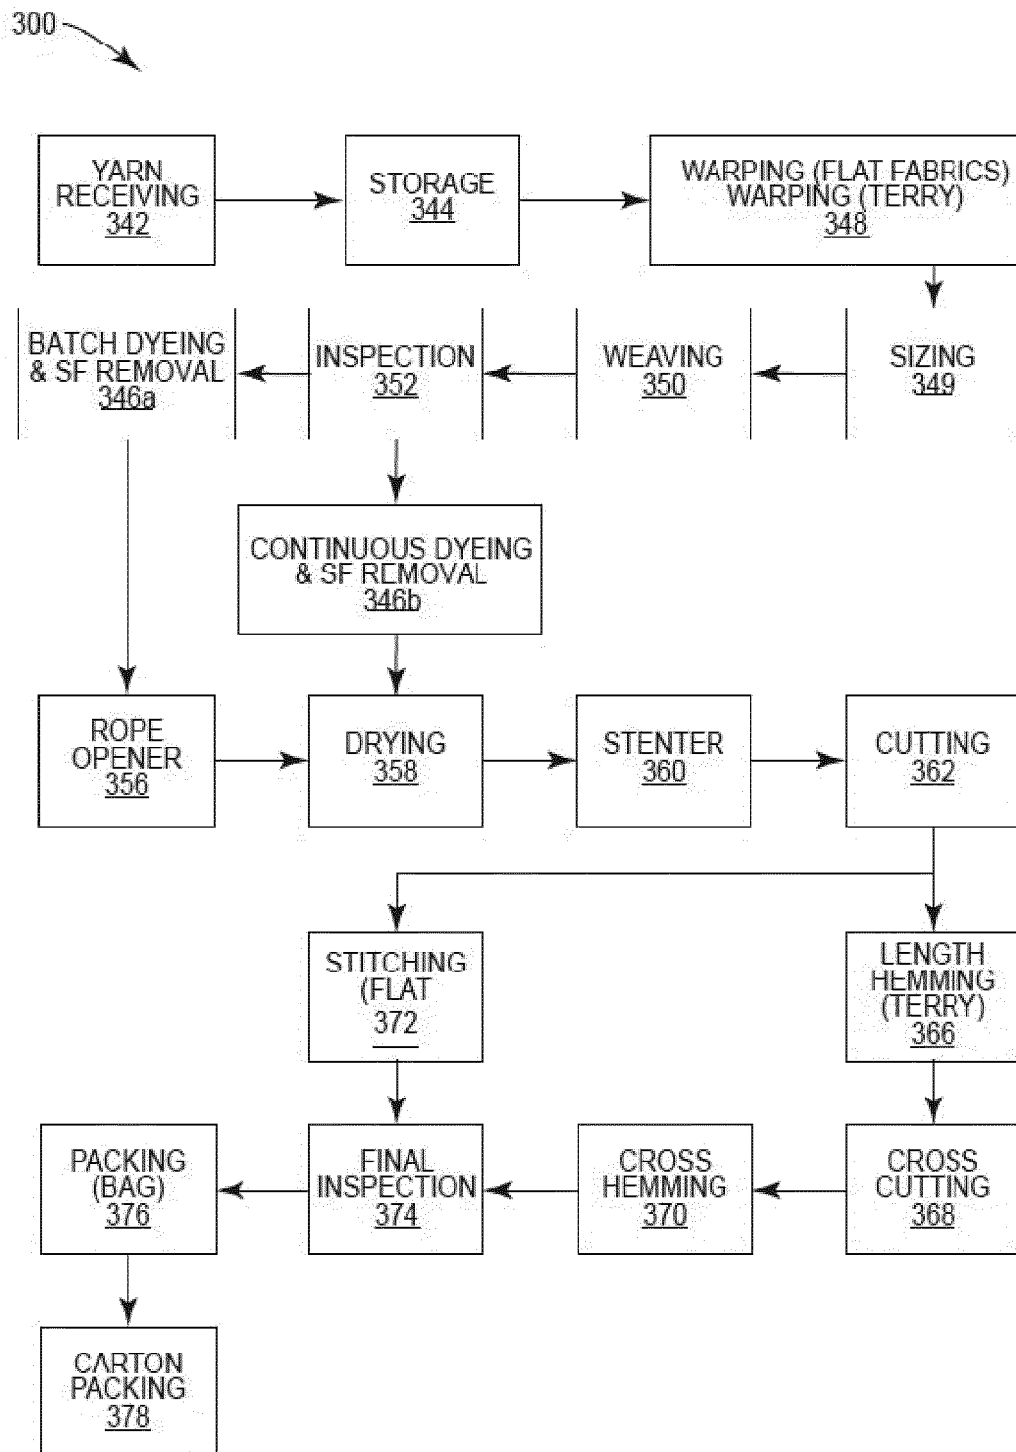 300
YARN
RECEIVING
342
STORAGE
344
WARPING (FLAT FABRICS)
WARPING (TERRY)
348
BATCH DYEING
& SF REMOVAL
346a
INSPECTION
352
WEAVING
350
SIZING
349
CONTINUOUS DYEING
& SF REMOVAL
346b
ROPE
OPENER
356
DRYING
358
STENTER
360
CUTTING
362
STITCHING
(FLAT
372
LENGTH
HEMMING
(TERRY)
366
PACKING
(BAG)
376
FINAL
INSPECTION
374
CROSS
HEMMING
370
CROSS
CUTTING
368
CARTON
PACKING
378